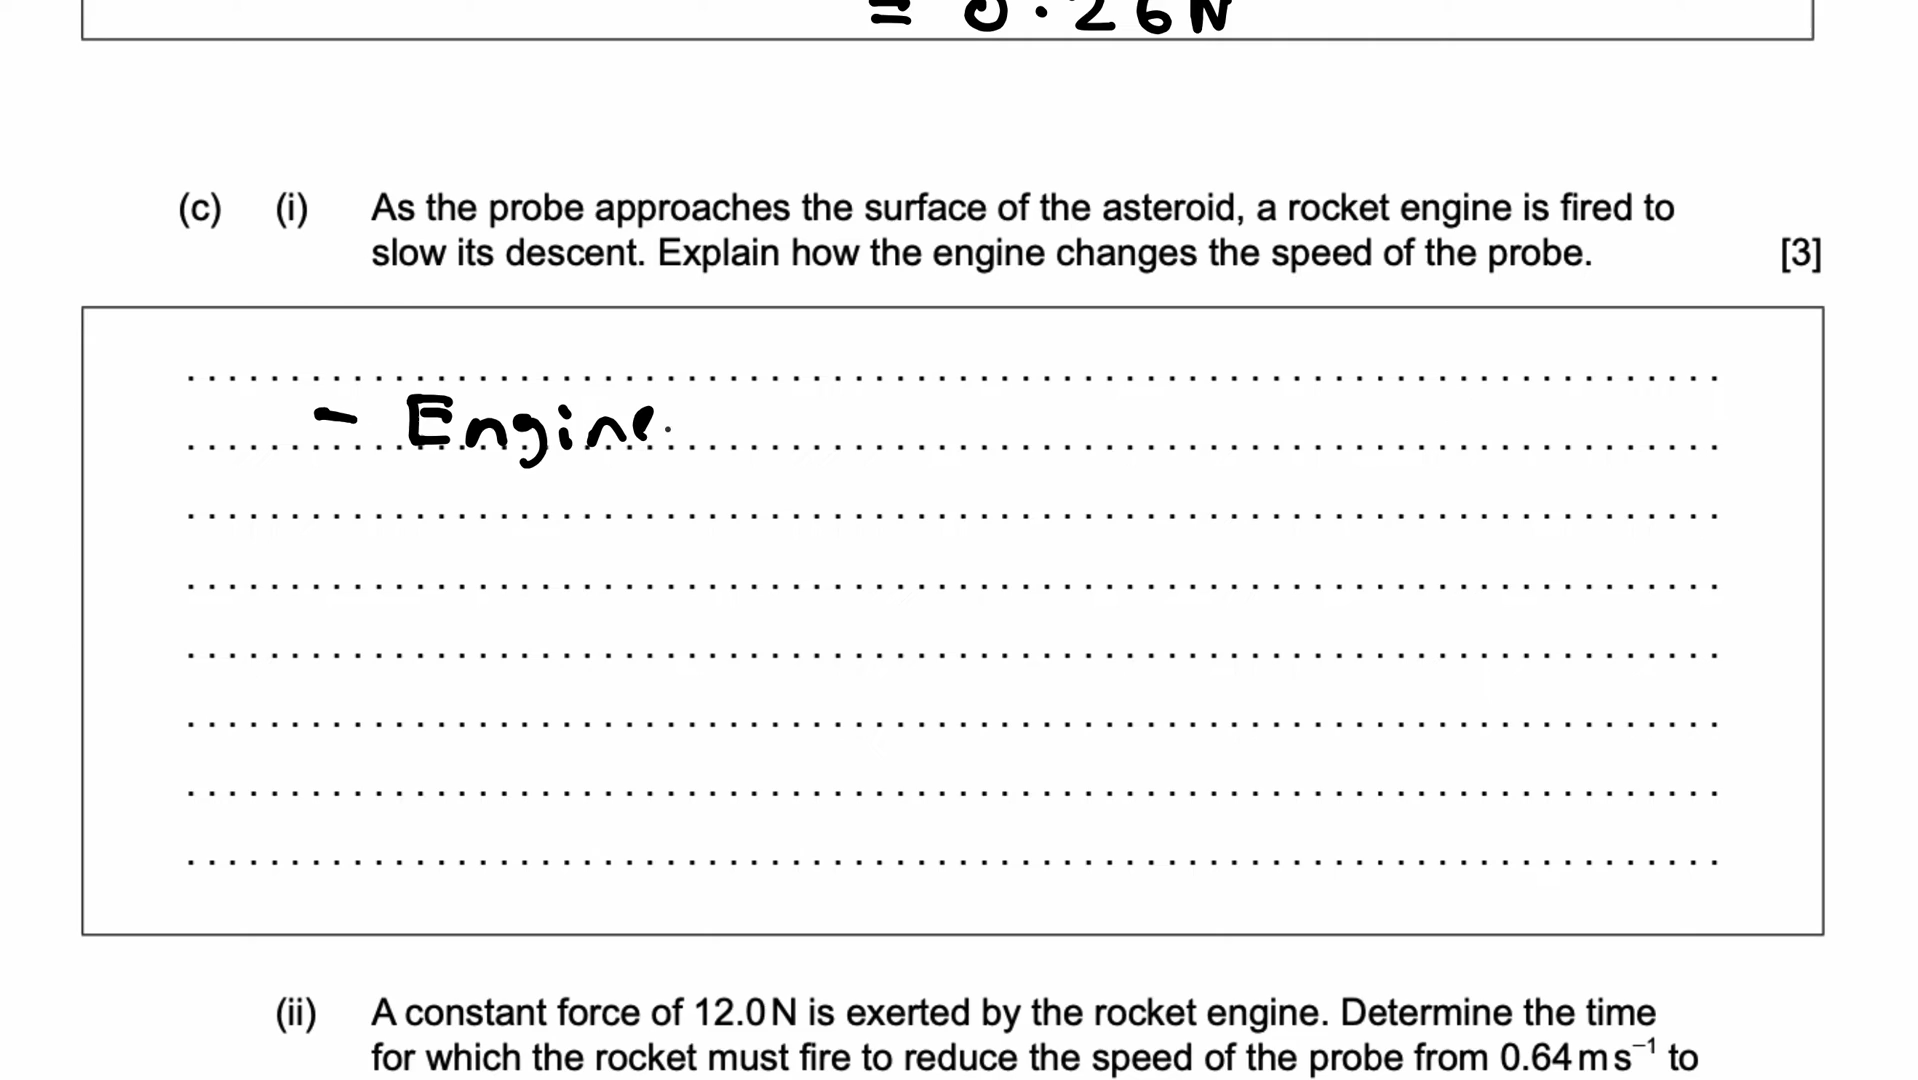 = 0.26N
(c) (i) As the probe approaches the surface of the asteroid, a rocket engine is fired to
slow its descent. Explain how the engine changes the speed of the probe. [3]
- Engine
(ii) A constant force of 12.0 N is exerted by the rocket engine. Determine the time
for which the rocket must fire to reduce the speed of the probe from 0.64 m s⁻¹ to